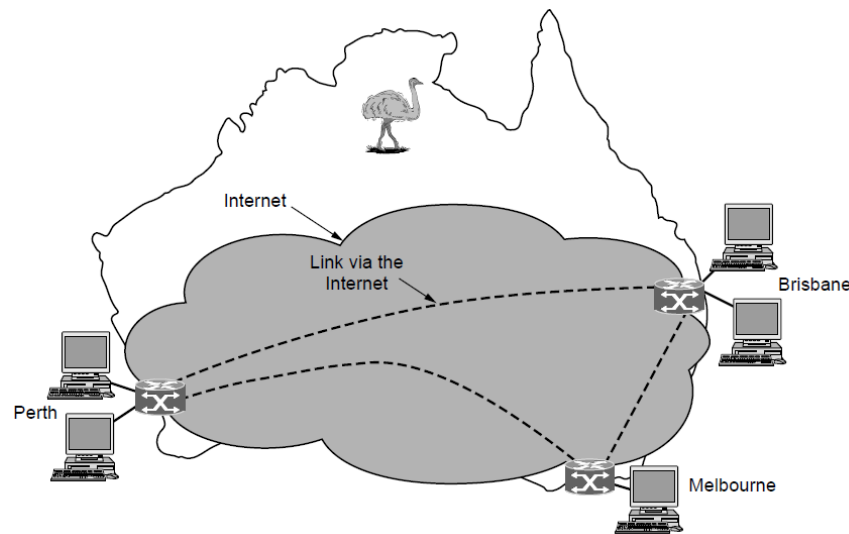 Internet
Link via the
Internet
Brisbane
Perth
Melbourne